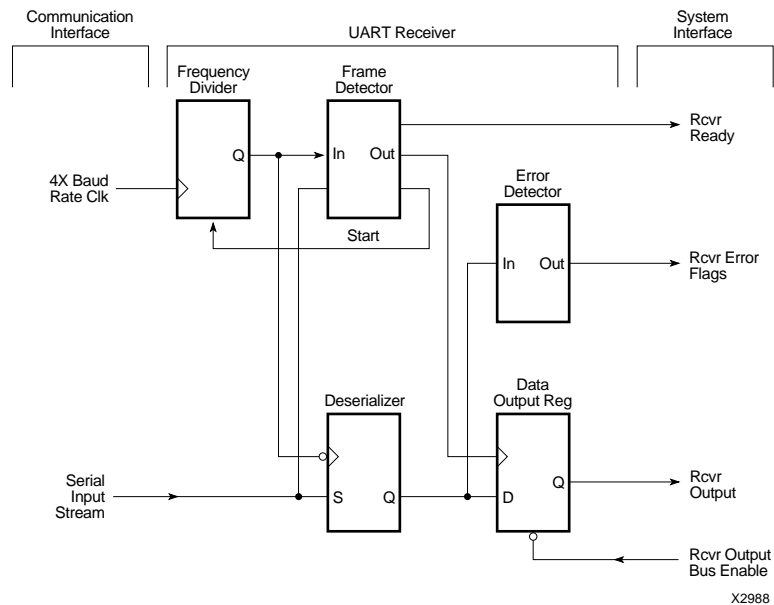 Communication
Interface
UART Receiver
System
Interface
Frequency
Divider
Frame
Detector
Q
In
Out
Rcvr
Ready
4X Baud
Rate Clk
Error
Detector
Start
In
Out
Rcvr Error
Flags
Deserializer
Data
Output Reg
Serial
Input
Stream
S
Q
D
Q
Rcvr
Output
Rcvr Output
Bus Enable
X2988